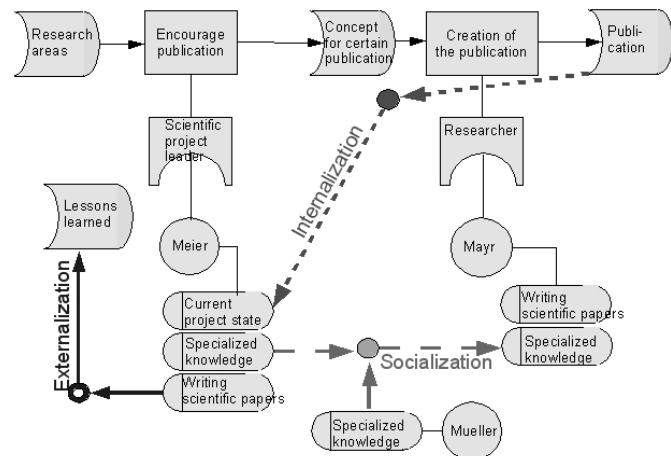 Research
areas
Encourage
publication
Concept
for certain
publication
Creation of
the publication
Publi-
cation
Scientific
project
leader
Researcher
Internalization
Lessons
learned
Meier
Mayr
Externalization
Current
project state
Specialized
knowledge
Writing
scientific papers
Writing
scientific papers
Specialized
knowledge
Socialization
Specialized
knowledge
Mueller